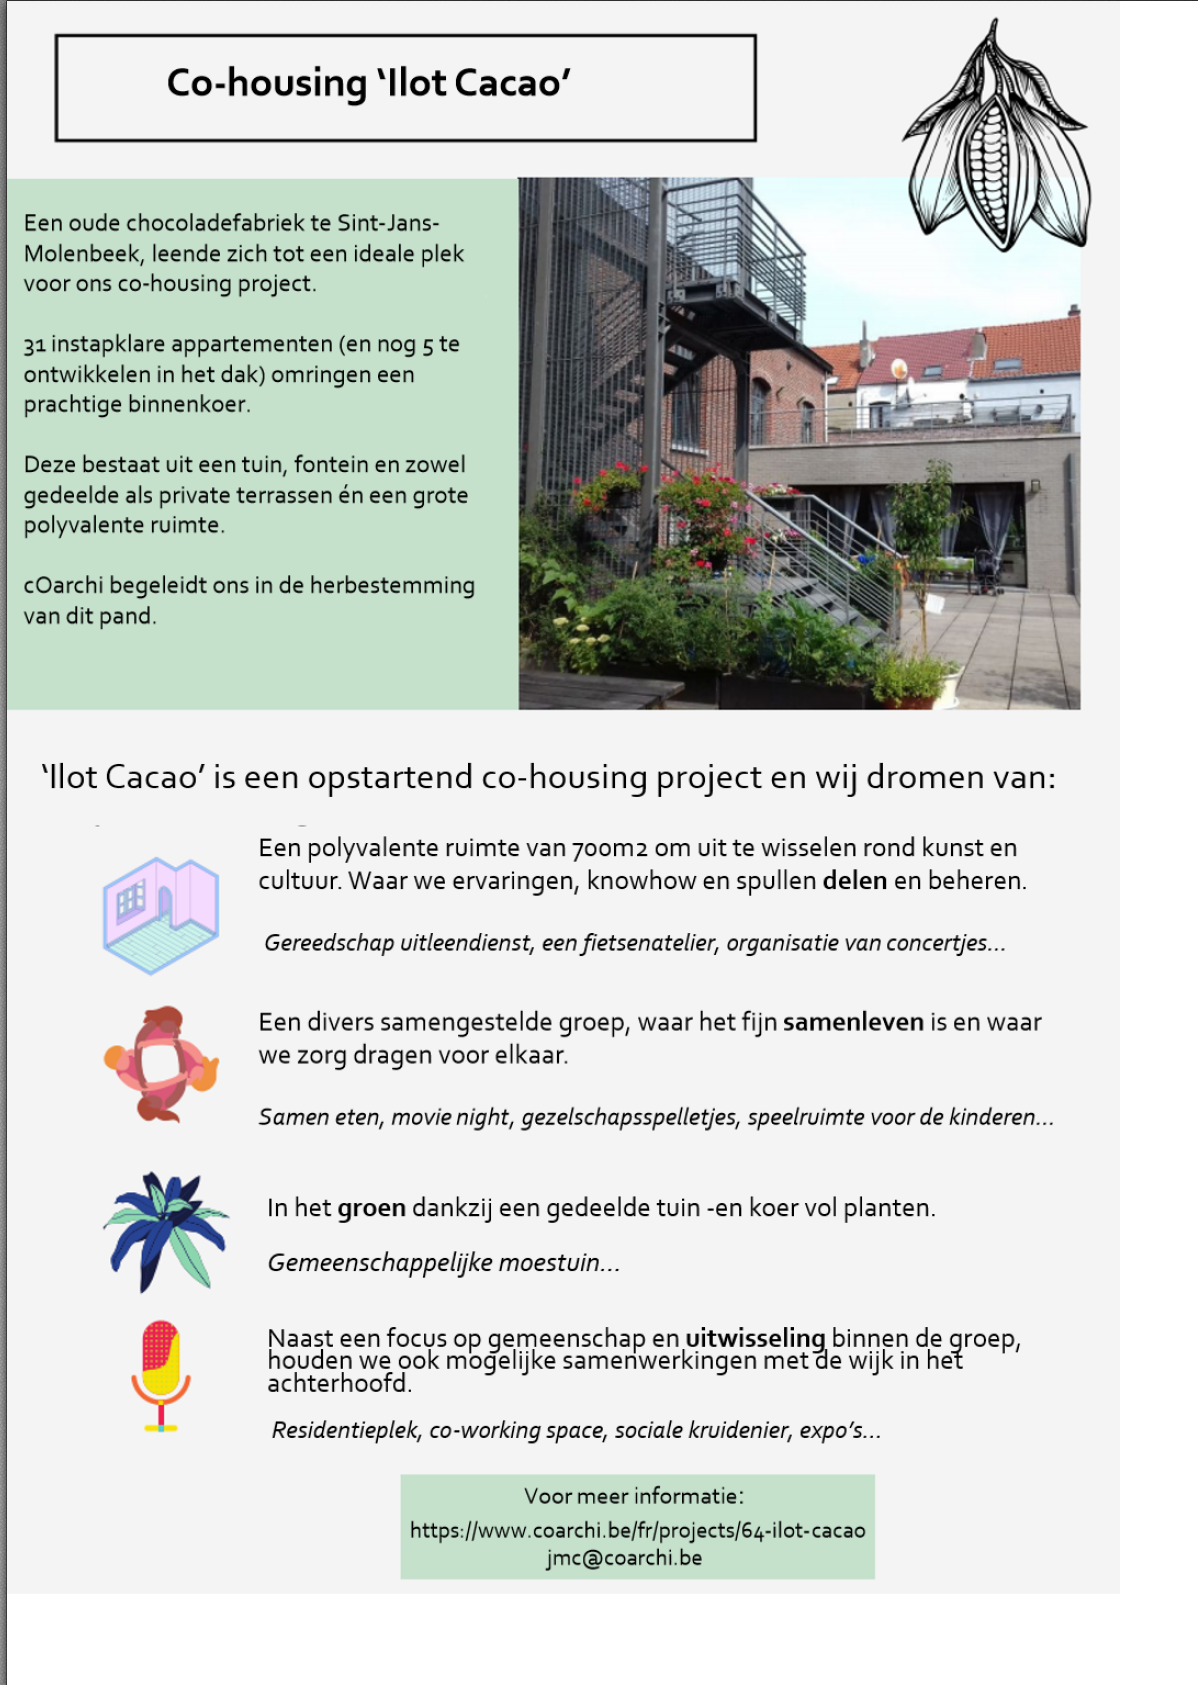 Co-housing ‘Ilot Cacao’
Een oude chocoladefabriek te Sint-Jans-
Molenbeek, leende zich tot een ideale plek
voor ons co-housing project.
31 instapklare appartementen (en nog 5 te
ontwikkelen in het dak) omringen een
prachtige binnenkoer.
Deze bestaat uit een tuin, fontein en zowel
gedeelde als private terrassen én een grote
polyvalente ruimte.
cOarchi begeleidt ons in de herbestemming
van dit pand.
‘Ilot Cacao’ is een opstartend co-housing project en wij dromen van:
Een polyvalente ruimte van 700m2 om uit te wisselen rond kunst en
cultuur. Waar we ervaringen, knowhow en spullen delen en beheren.
Gereedschap uitleendienst, een fietsenatelier, organisatie van concertjes...
Een divers samengestelde groep, waar het fijn samenleven is en waar
we zorg dragen voor elkaar.
Samen eten, movie night, gezelschapsspelletjes, speelruimte voor de kinderen...
In het groen dankzij een gedeelde tuin -en koer vol planten.
Gemeenschappelijke moestuin...
Naast een focus op gemeenschap en uitwisseling binnen de groep,
houden we ook mogelijke samenwerkingen met de wijk in het
achterhoofd.
Residentieplek, co-working space, sociale kruidenier, expo’s...
Voor meer informatie:
https://www.coarchi.be/fr/projects/64-ilot-cacao
jmc@coarchi.be